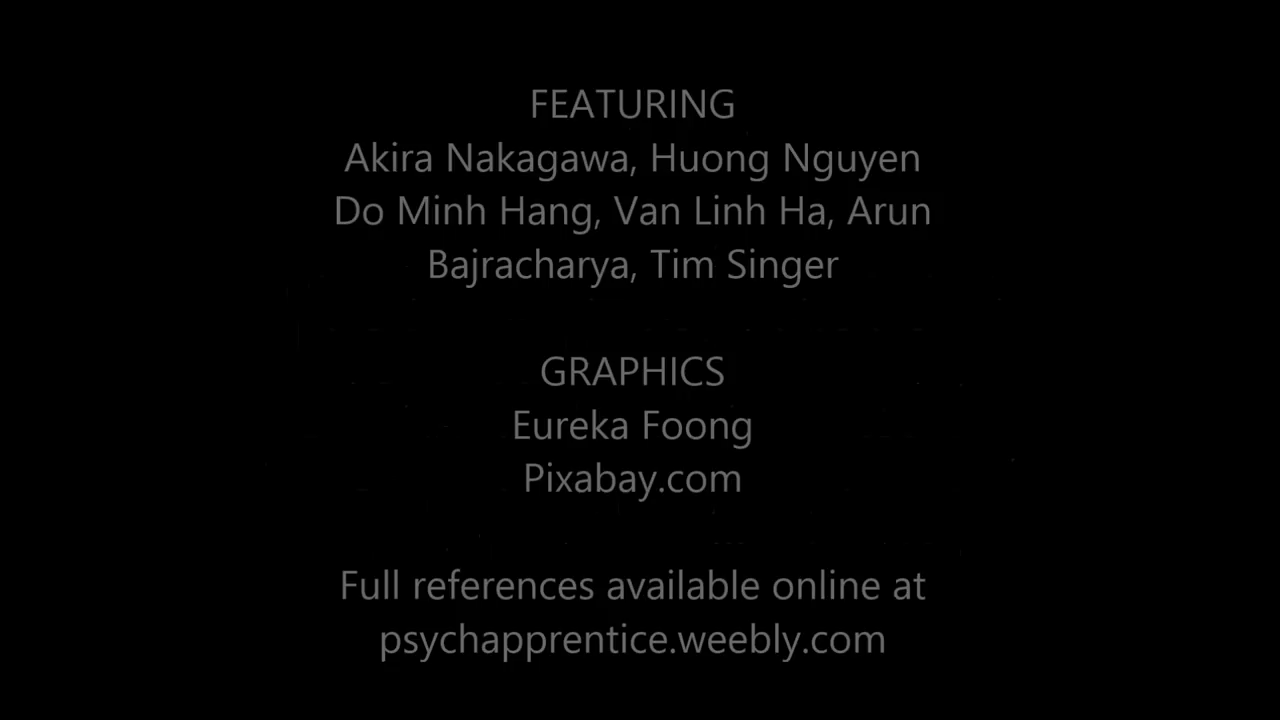 FEATURING
Akira Nakagawa, Huong Nguyen
Do Minh Hang, Van Linh Ha, Arun
Bajracharya, Tim Singer
GRAPHICS
Eureka Foong
Pixabay.com
Full references available online at
psychapprentice.weebly.com